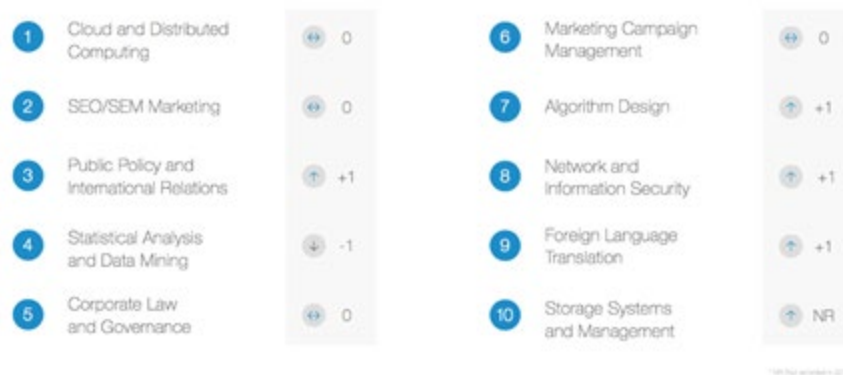 1 Cloud and Distributed 0
Computing
2 SEO/SEM Marketing 0
3 Public Policy and +1
International Relations
4 Statistical Analysis -1
and Data Mining
5 Corporate Law 0
and Governance
6 Marketing Campaign 0
Management
7 Algorithm Design +1
8 Network and +1
Information Security
9 Foreign Language +1
Translation
10 Storage Systems NR
and Management